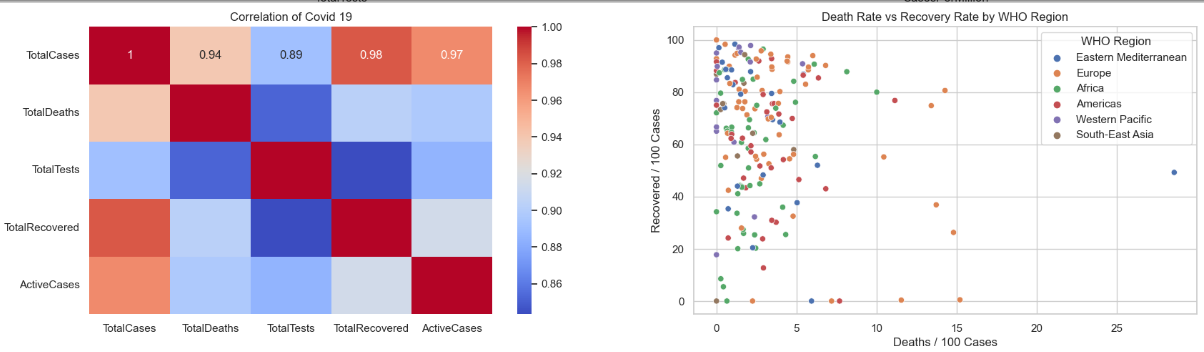 Correlation of Covid 19
TotalCases
TotalDeaths
TotalTests
TotalRecovered
ActiveCases
1 0.94 0.89 0.98 0.97
TotalCases TotalDeaths TotalTests TotalRecovered ActiveCases
1.00
0.98
0.96
0.94
0.92
0.90
0.88
0.86
Death Rate vs Recovery Rate by WHO Region
Recovered / 100 Cases
100
80
60
40
20
0
0 5 10 15 20 25
Deaths / 100 Cases
WHO Region
Eastern Mediterranean
Europe
Africa
Americas
Western Pacific
South-East Asia